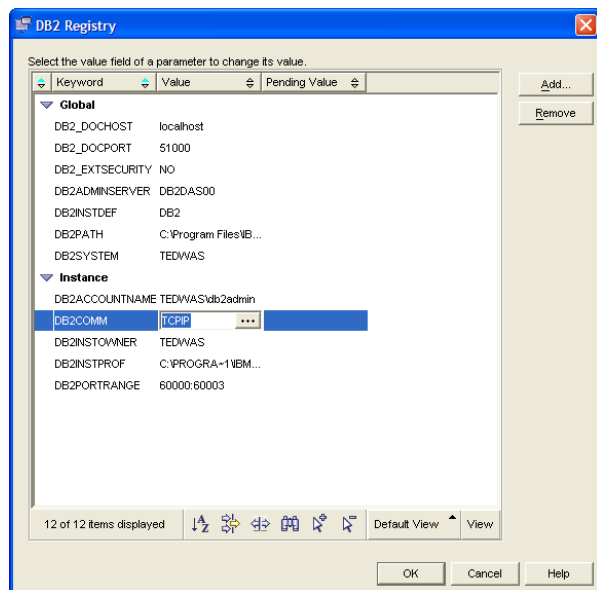 DB2 Registry
Select the value field of a parameter to change its value.
Keyword Value Pending Value
Global
DB2_DOCHOST localhost
DB2_DOCPORT 51000
DB2_EXTSECURITY NO
DB2ADMINSERVER DB2DAS00
DB2INSTDEF DB2
DB2PATH C:\Program Files\IB...
DB2SYSTEM TEDWAS
Instance
DB2ACCOUNTNAME TEDWAS\db2admin
DB2COMM TCPIP ...
DB2INSTOWNER TEDWAS
DB2INSTPROF C:\PROGRA~1\IBM...
DB2PORTRANGE 60000:60003
12 of 12 items displayed Default View View
Add...
Remove
OK Cancel Help